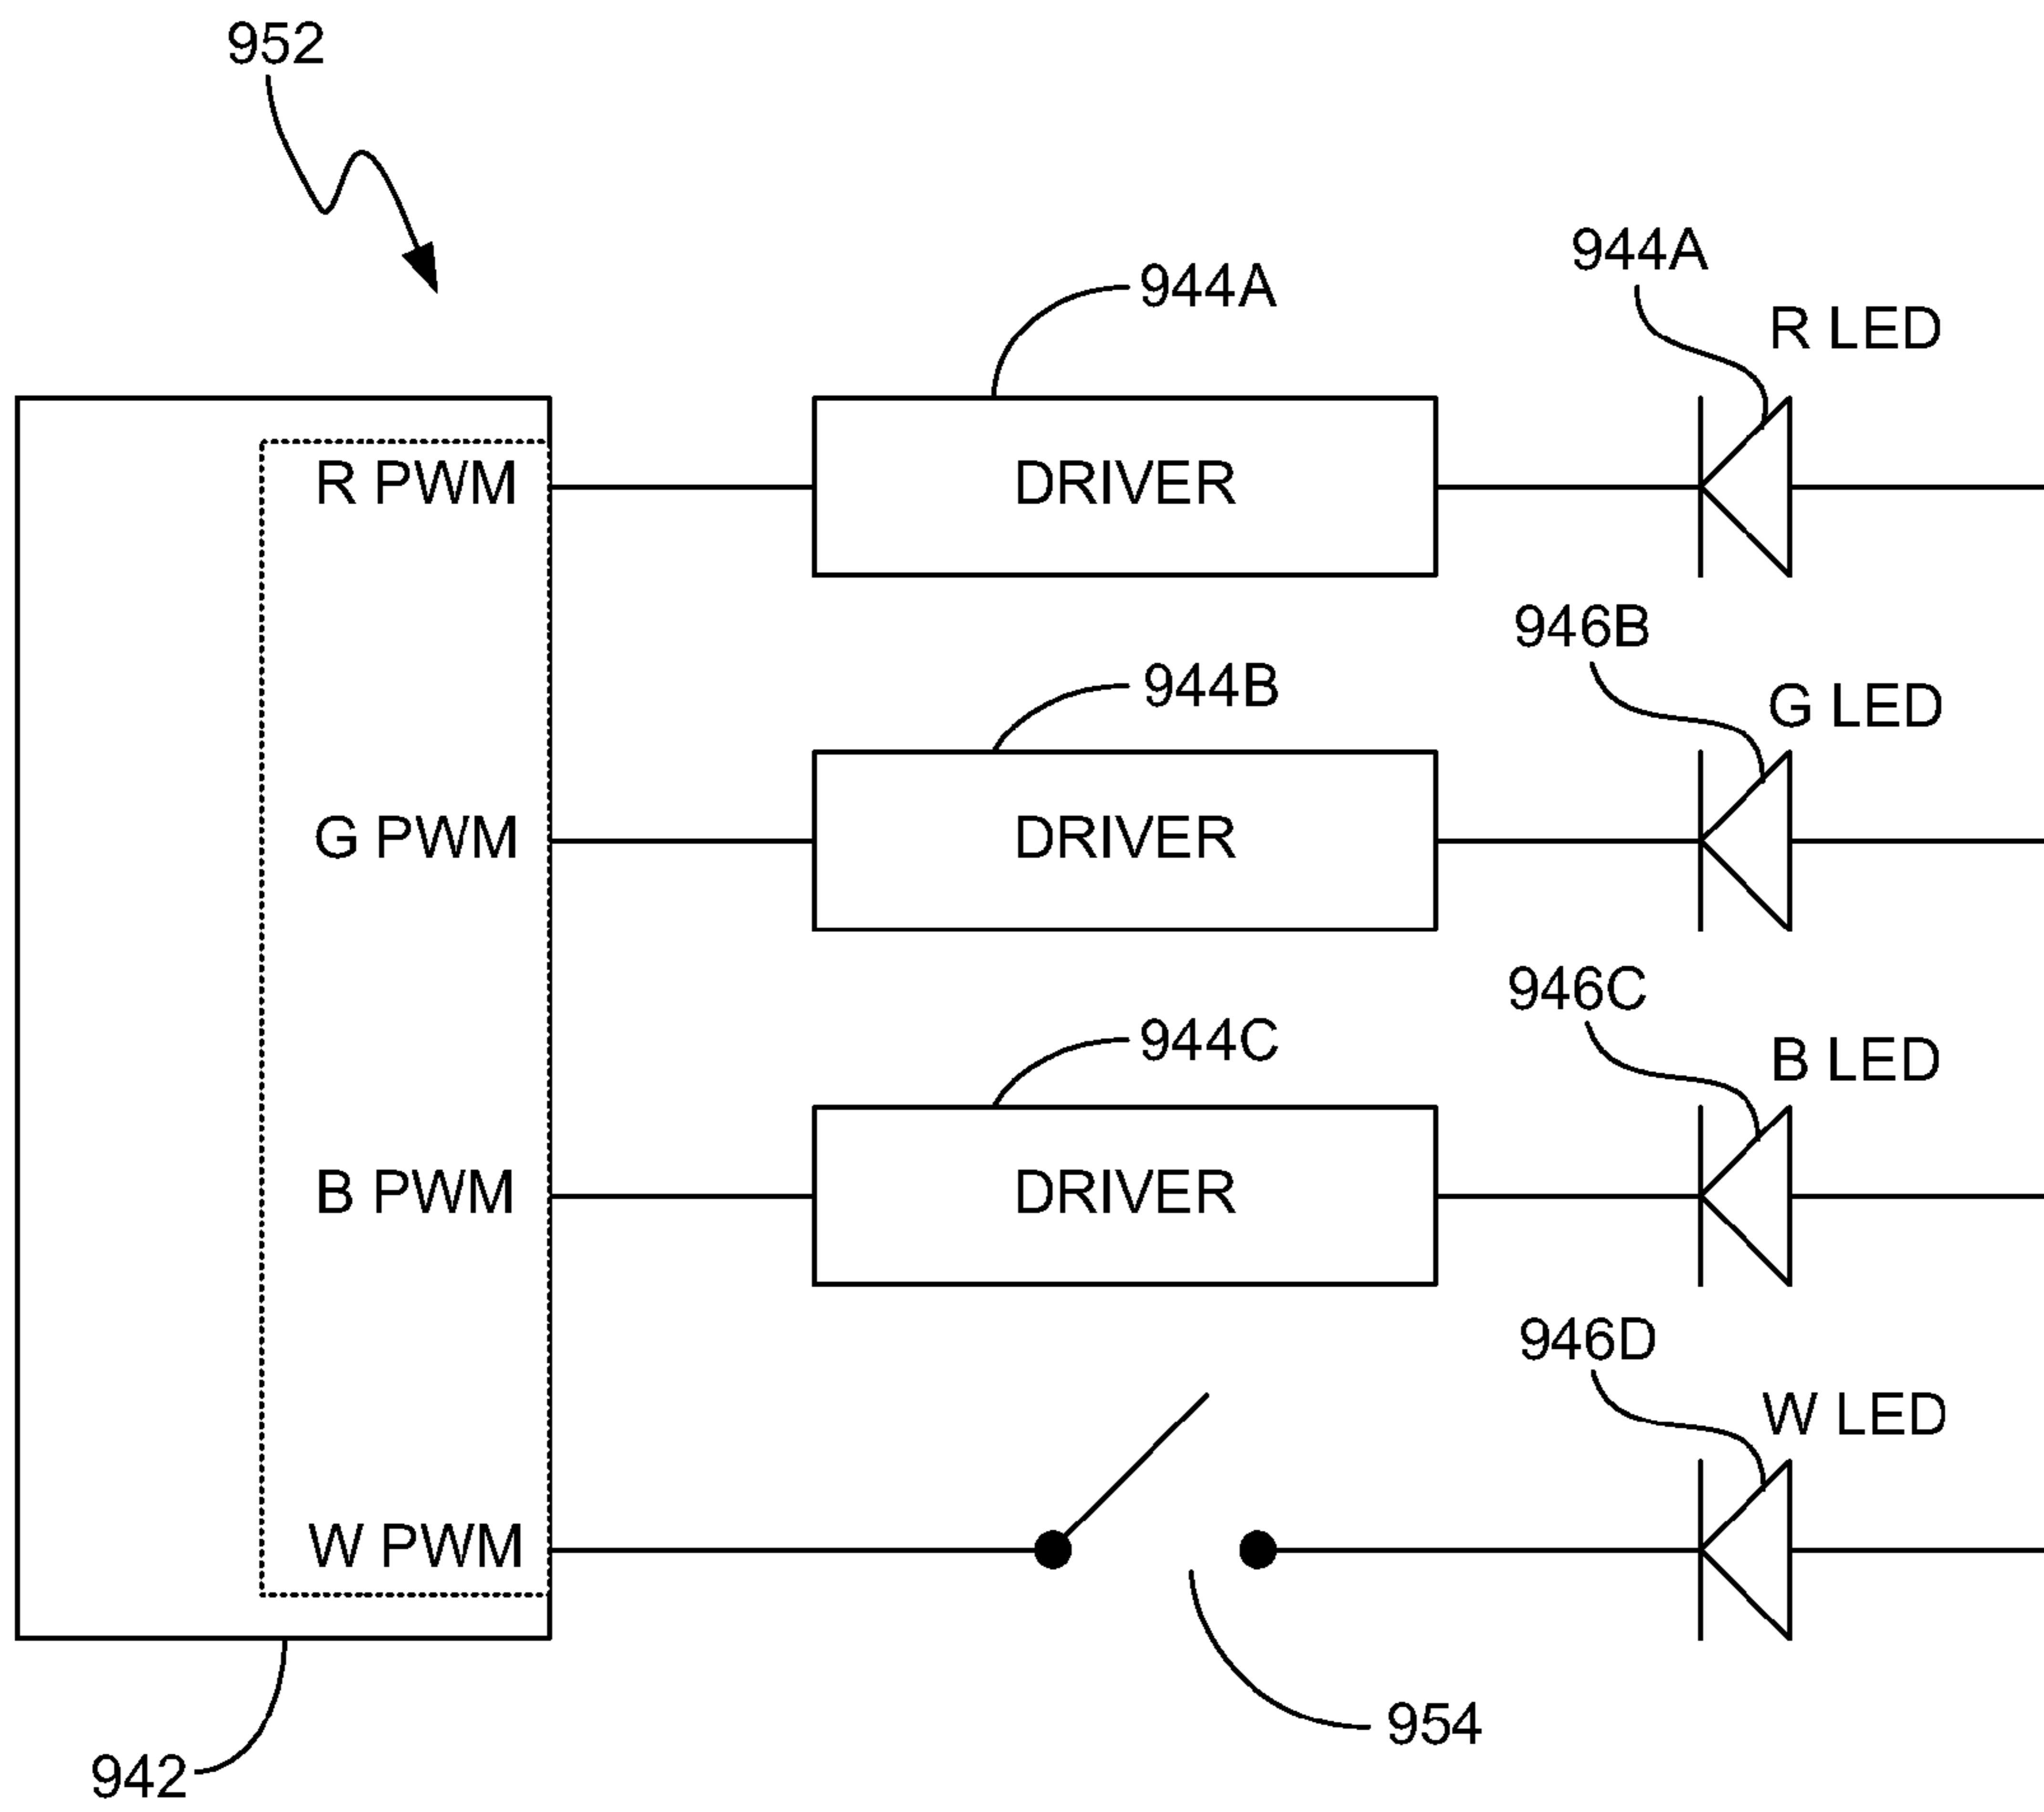 952
944A
944A
R LED
R PWM
DRIVER
946B
944B
G LED
G PWM
DRIVER
946C
944C
B LED
B PWM
DRIVER
946D
W LED
W PWM
954
942